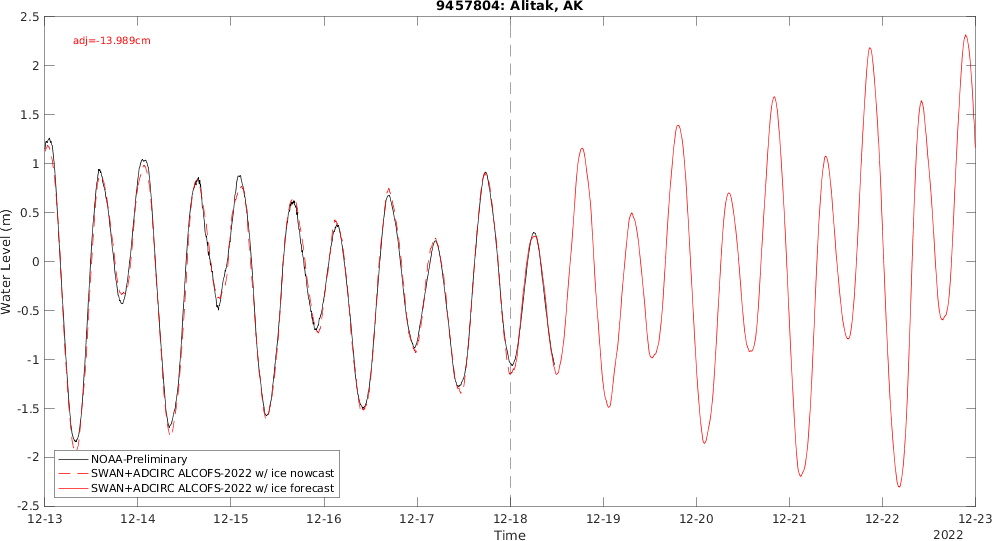 9457804: Alitak, AK
adj=-13.989cm
2.5
2
1.5
1
0.5
0
-0.5
-1
-1.5
-2
-2.5
Water Level (m)
NOAA-Preliminary
SWAN+ADCIRC ALCOFS-2022 w/ ice nowcast
SWAN+ADCIRC ALCOFS-2022 w/ ice forecast
12-13 12-14 12-15 12-16 12-17 12-18 12-19 12-20 12-21 12-22 12-23
Time
2022